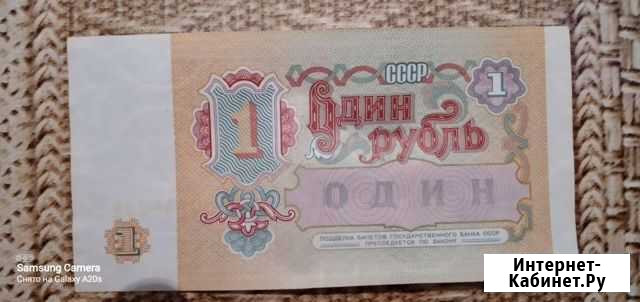 СССР
1
Один
рубль
1
ОДИН
ПОДДЕЛКА БИЛЕТОВ ГОСУДАРСТВЕННОГО БАНКА СССР
ПРЕСЛЕДУЕТСЯ ПО ЗАКОНУ
1
Samsung Camera
Снято на Galaxy A20s
Интернет-
Кабинет.Ру